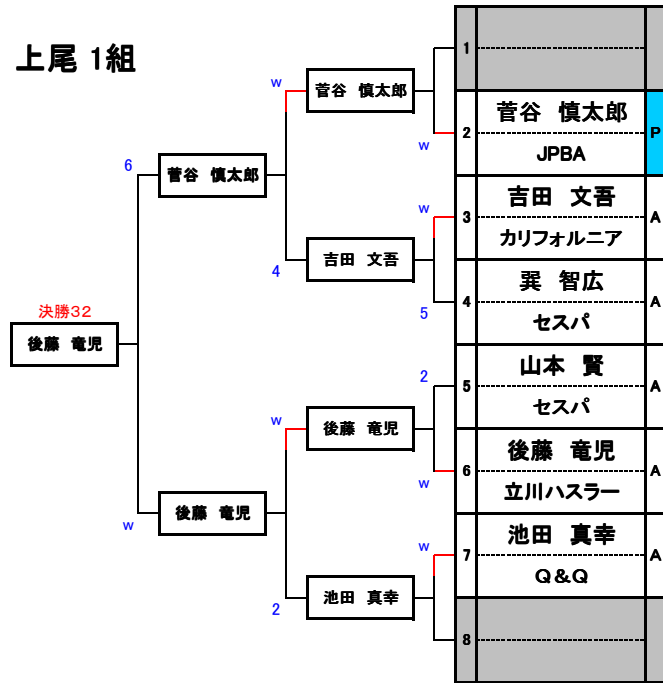 上尾 1組
1
w
菅谷 慎太郎
2
菅谷 慎太郎
P
JPBA
w
6
菅谷 慎太郎
w
3
吉田 文吾
A
カリフォルニア
4
吉田 文吾
5
4
巽 智広
A
セスパ
決勝32
後藤 竜児
2
5
山本 賢
A
セスパ
w
後藤 竜児
w
6
後藤 竜児
A
立川ハスラー
w
後藤 竜児
w
7
池田 真幸
A
Q&Q
2
池田 真幸
8